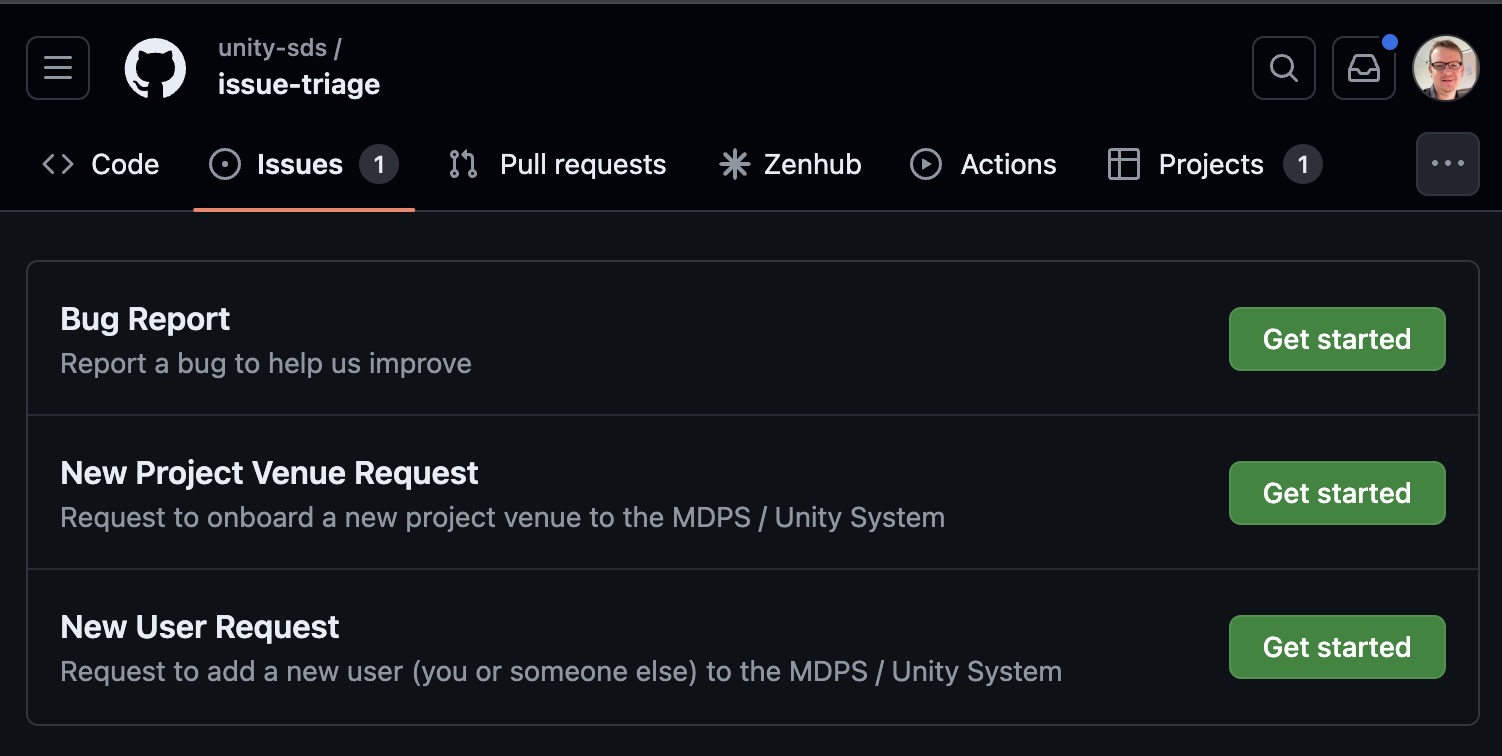 unity-sds /
issue-triage
Code Issues 1 Pull requests Zenhub Actions Projects 1
Bug Report
Report a bug to help us improve
Get started
New Project Venue Request
Request to onboard a new project venue to the MDPS / Unity System
Get started
New User Request
Request to add a new user (you or someone else) to the MDPS / Unity System
Get started